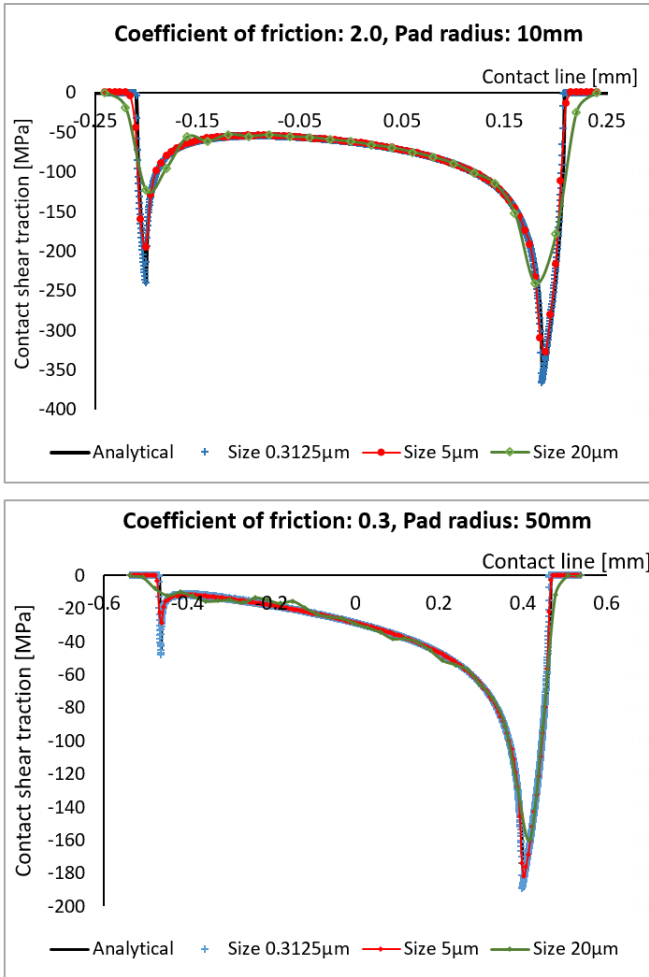 Coefficient of friction: 2.0, Pad radius: 10mm
Contact line [mm]
0
-0.25 -0.15 -0.05 0.05 0.15 0.25
-50
-100
-150
-200
-250
-300
-350
-400
Contact shear traction [MPa]
Analytical Size 0.3125μm Size 5μm Size 20μm
Coefficient of friction: 0.3, Pad radius: 50mm
Contact line [mm]
0
-0.6 -0.4 -0.2 0 0.2 0.4 0.6
-20
-40
-60
-80
-100
-120
-140
-160
-180
-200
Contact shear traction [MPa]
Analytical Size 0.3125μm Size 5μm Size 20μm